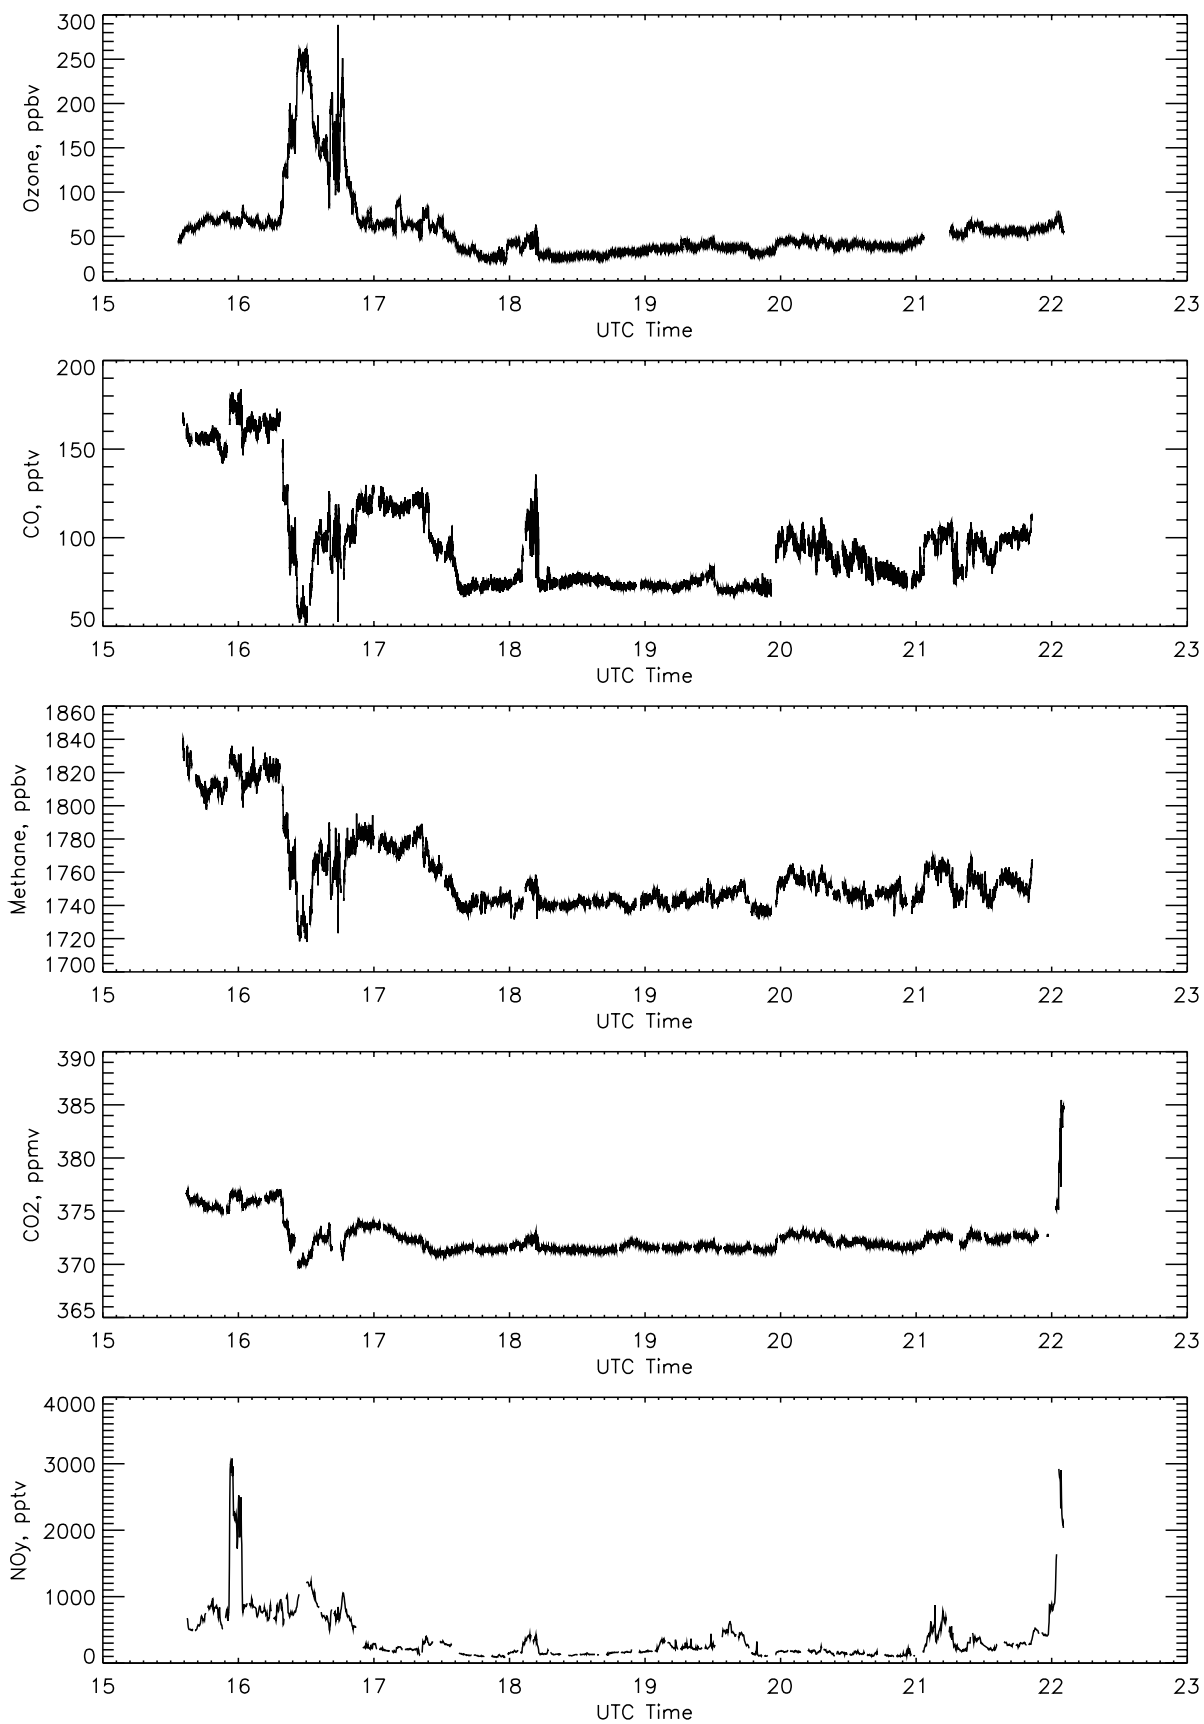 300
250
200
150
100
50
0
Ozone, ppbv
15 16 17 18 19 20 21 22 23
UTC Time
200
150
100
50
CO, pptv
15 16 17 18 19 20 21 22 23
UTC Time
1860
1840
1820
1800
1780
1760
1740
1720
1700
Methane, ppbv
15 16 17 18 19 20 21 22 23
UTC Time
390
385
380
375
370
365
CO2, ppmv
15 16 17 18 19 20 21 22 23
UTC Time
4000
3000
2000
1000
0
NOy, pptv
15 16 17 18 19 20 21 22 23
UTC Time